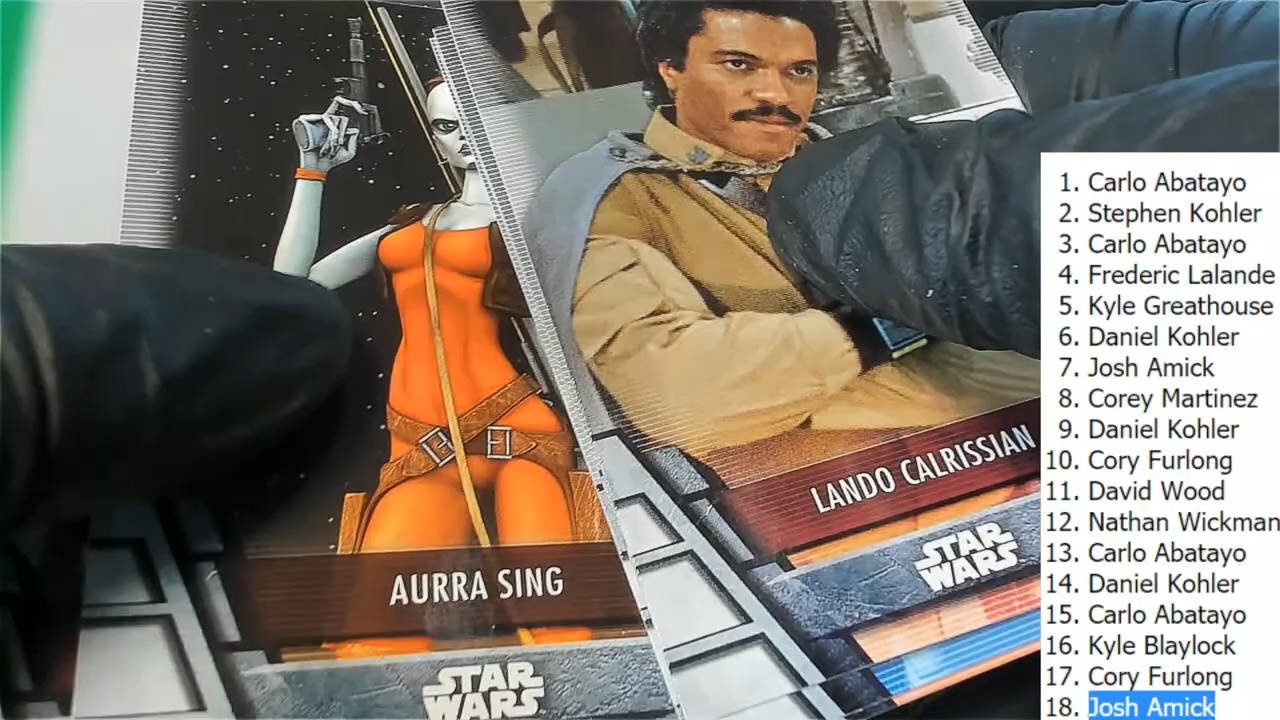 AURRA SING
STAR
WARS
LANDO CALRISSIAN
STAR
WARS
1. Carlo Abatayo
2. Stephen Kohler
3. Carlo Abatayo
4. Frederic Lalande
5. Kyle Greathouse
6. Daniel Kohler
7. Josh Amick
8. Corey Martinez
9. Daniel Kohler
10. Cory Furlong
11. David Wood
12. Nathan Wickman
13. Carlo Abatayo
14. Daniel Kohler
15. Carlo Abatayo
16. Kyle Blaylock
17. Cory Furlong
18. Josh Amick